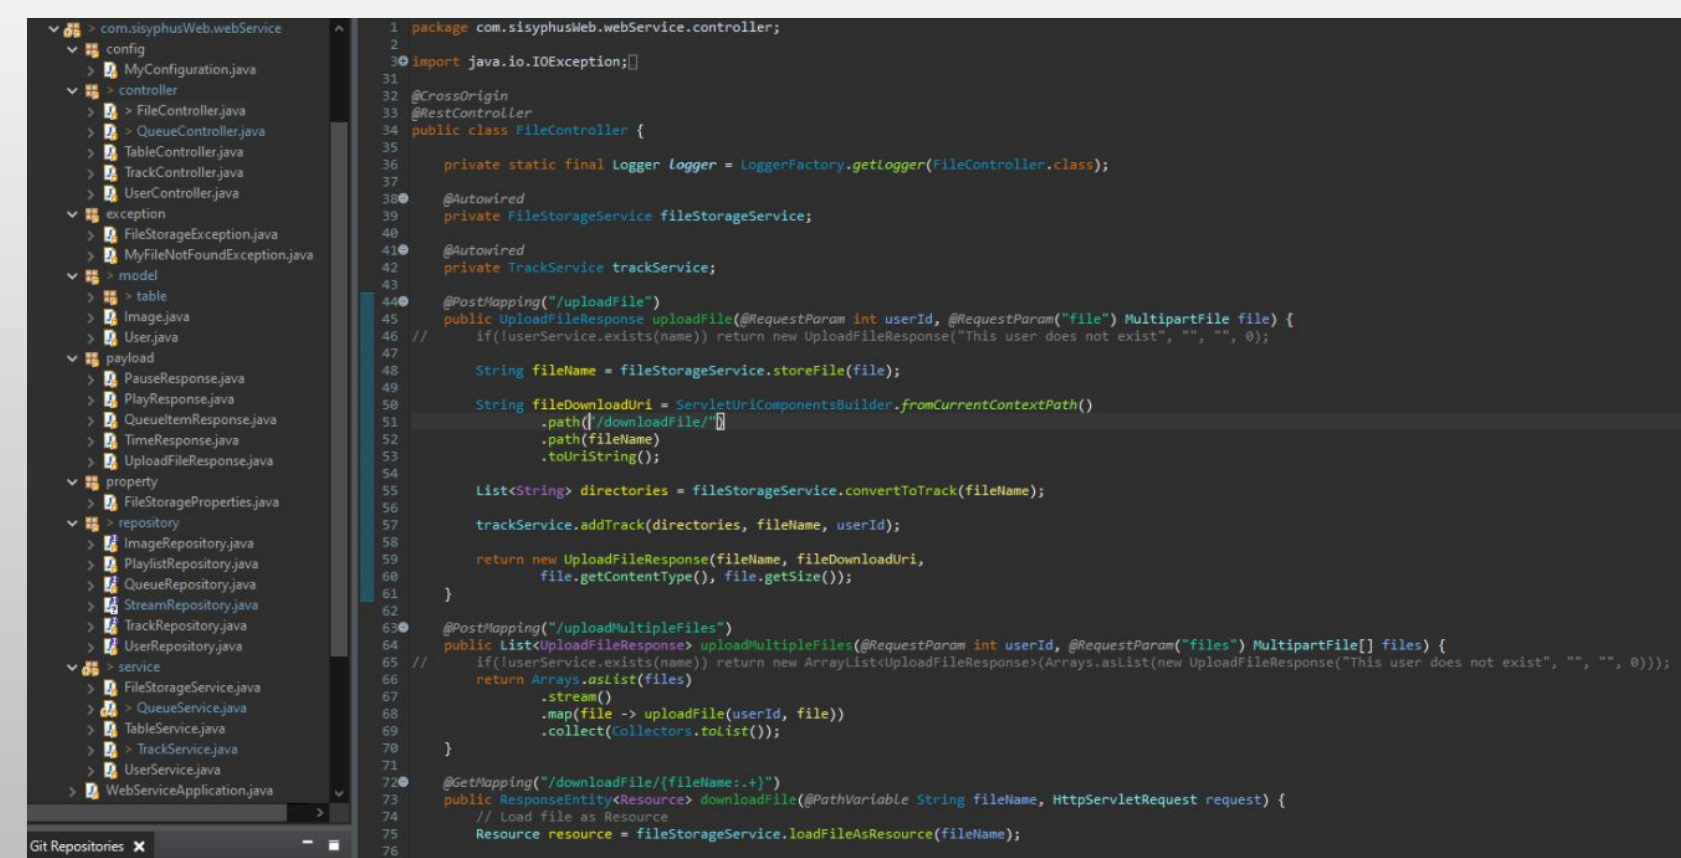 > com.sisyphusWeb.webService
config
MyConfiguration.java
> controller
> FileController.java
> QueueController.java
TableController.java
TrackController.java
UserController.java
exception
FileStorageException.java
MyFileNotFoundException.java
> model
> table
Image.java
User.java
payload
PauseResponse.java
PlayResponse.java
QueueItemResponse.java
TimeResponse.java
UploadFileResponse.java
property
FileStorageProperties.java
> repository
ImageRepository.java
PlaylistRepository.java
QueueRepository.java
StreamRepository.java
TrackRepository.java
UserRepository.java
> service
FileStorageService.java
> QueueService.java
TableService.java
> TrackService.java
UserService.java
WebServiceApplication.java
Git Repositories
1 package com.sisyphusWeb.webService.controller;
2
3 import java.io.IOException;
31
32 @CrossOrigin
33 @RestController
34 public class FileController {
35
36 private static final Logger logger = LoggerFactory.getLogger(FileController.class);
37
38 @Autowired
39 private FileStorageService fileStorageService;
40
41 @Autowired
42 private TrackService trackService;
43
44 @PostMapping("/uploadFile")
45 public UploadFileResponse uploadFile(@RequestParam int userId, @RequestParam("file") MultipartFile file) {
46 // if(!userService.exists(name)) return new UploadFileResponse("This user does not exist", "", "", 0);
47
48 String fileName = fileStorageService.storeFile(file);
49
50 String fileDownloadUri = ServletUriComponentsBuilder.fromCurrentContextPath()
51 .path("/downloadFile/")
52 .path(fileName)
53 .toUriString();
54
55 List<String> directories = fileStorageService.convertToTrack(fileName);
56
57 trackService.addTrack(directories, fileName, userId);
58
59 return new UploadFileResponse(fileName, fileDownloadUri,
60 file.getContentType(), file.getSize());
61 }
62
63 @PostMapping("/uploadMultipleFiles")
64 public List<UploadFileResponse> uploadMultipleFiles(@RequestParam int userId, @RequestParam("files") MultipartFile[] files) {
65 // if(!userService.exists(name)) return new ArrayList<UploadFileResponse>(Arrays.asList(new UploadFileResponse("This user does not exist", "", "", 0)));
66 return Arrays.asList(files)
67 .stream()
68 .map(file -> uploadFile(userId, file))
69 .collect(Collectors.toList());
70 }
71
72 @GetMapping("/downloadFile/{fileName:.+}")
73 public ResponseEntity<Resource> downloadFile(@PathVariable String fileName, HttpServletRequest request) {
74 // Load file as Resource
75 Resource resource = fileStorageService.loadFileAsResource(fileName);
76